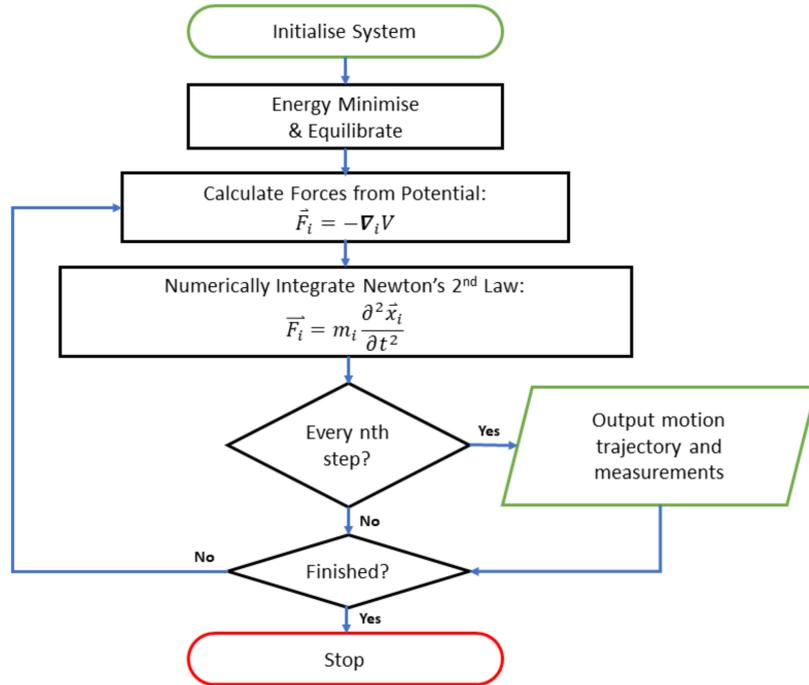 Initialise System
Energy Minimise
& Equilibrate
Calculate Forces from Potential:
F⃗ᵢ = −𝛁ᵢV
Numerically Integrate Newton’s 2ⁿᵈ Law:
F⃗ᵢ = mᵢ ∂²x⃗ᵢ / ∂t²
Every nth
step?
Yes
Output motion
trajectory and
measurements
No
Finished?
No
Yes
Stop